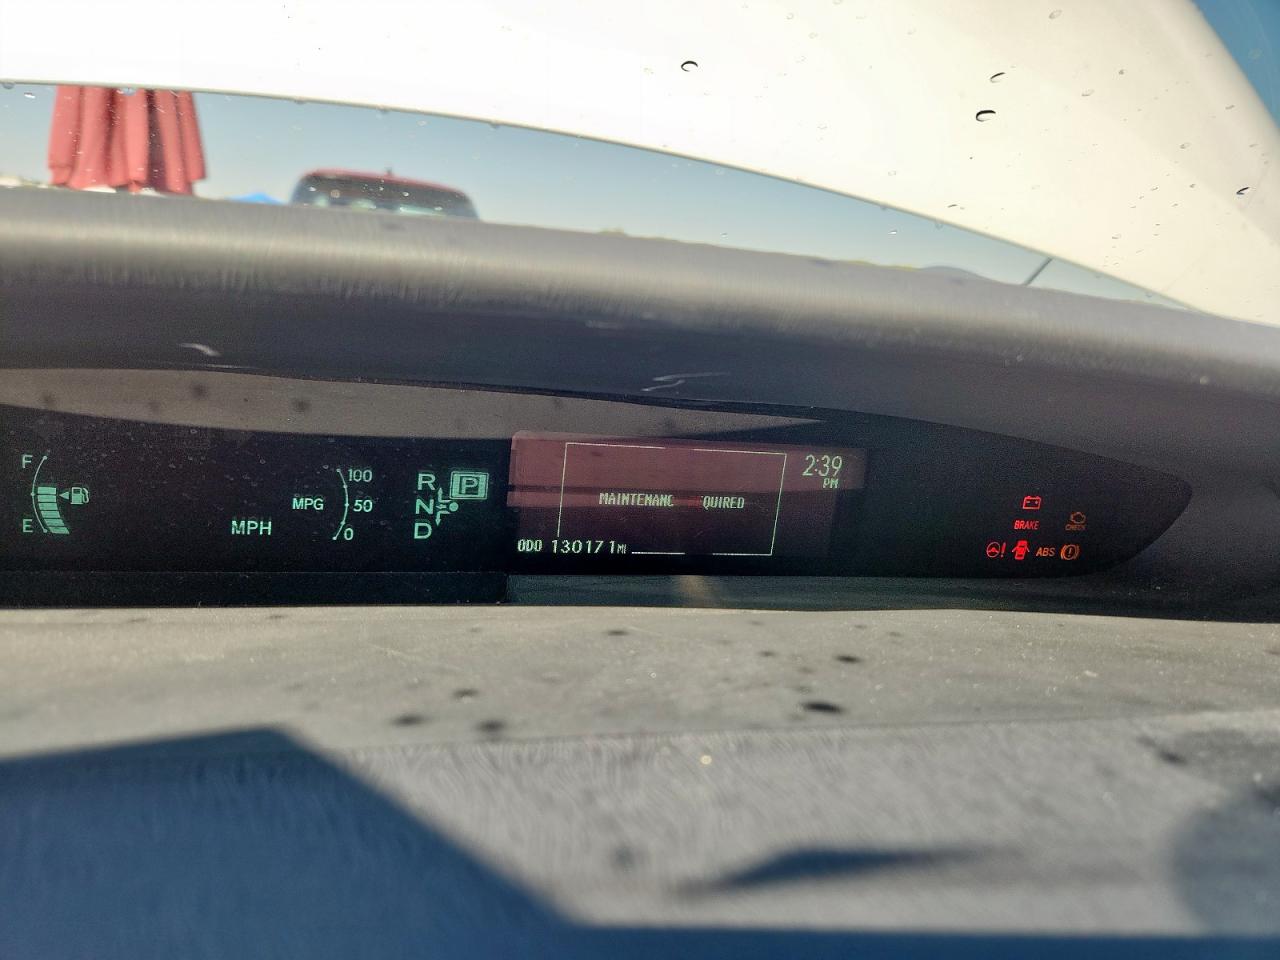 F
E
MPH
MPG
100
50
0
R
N
D
P
2:39
PM
MAINTENANC QUIRED
ODO 130171 MI
BRAKE
CHECK
! ABS (!)